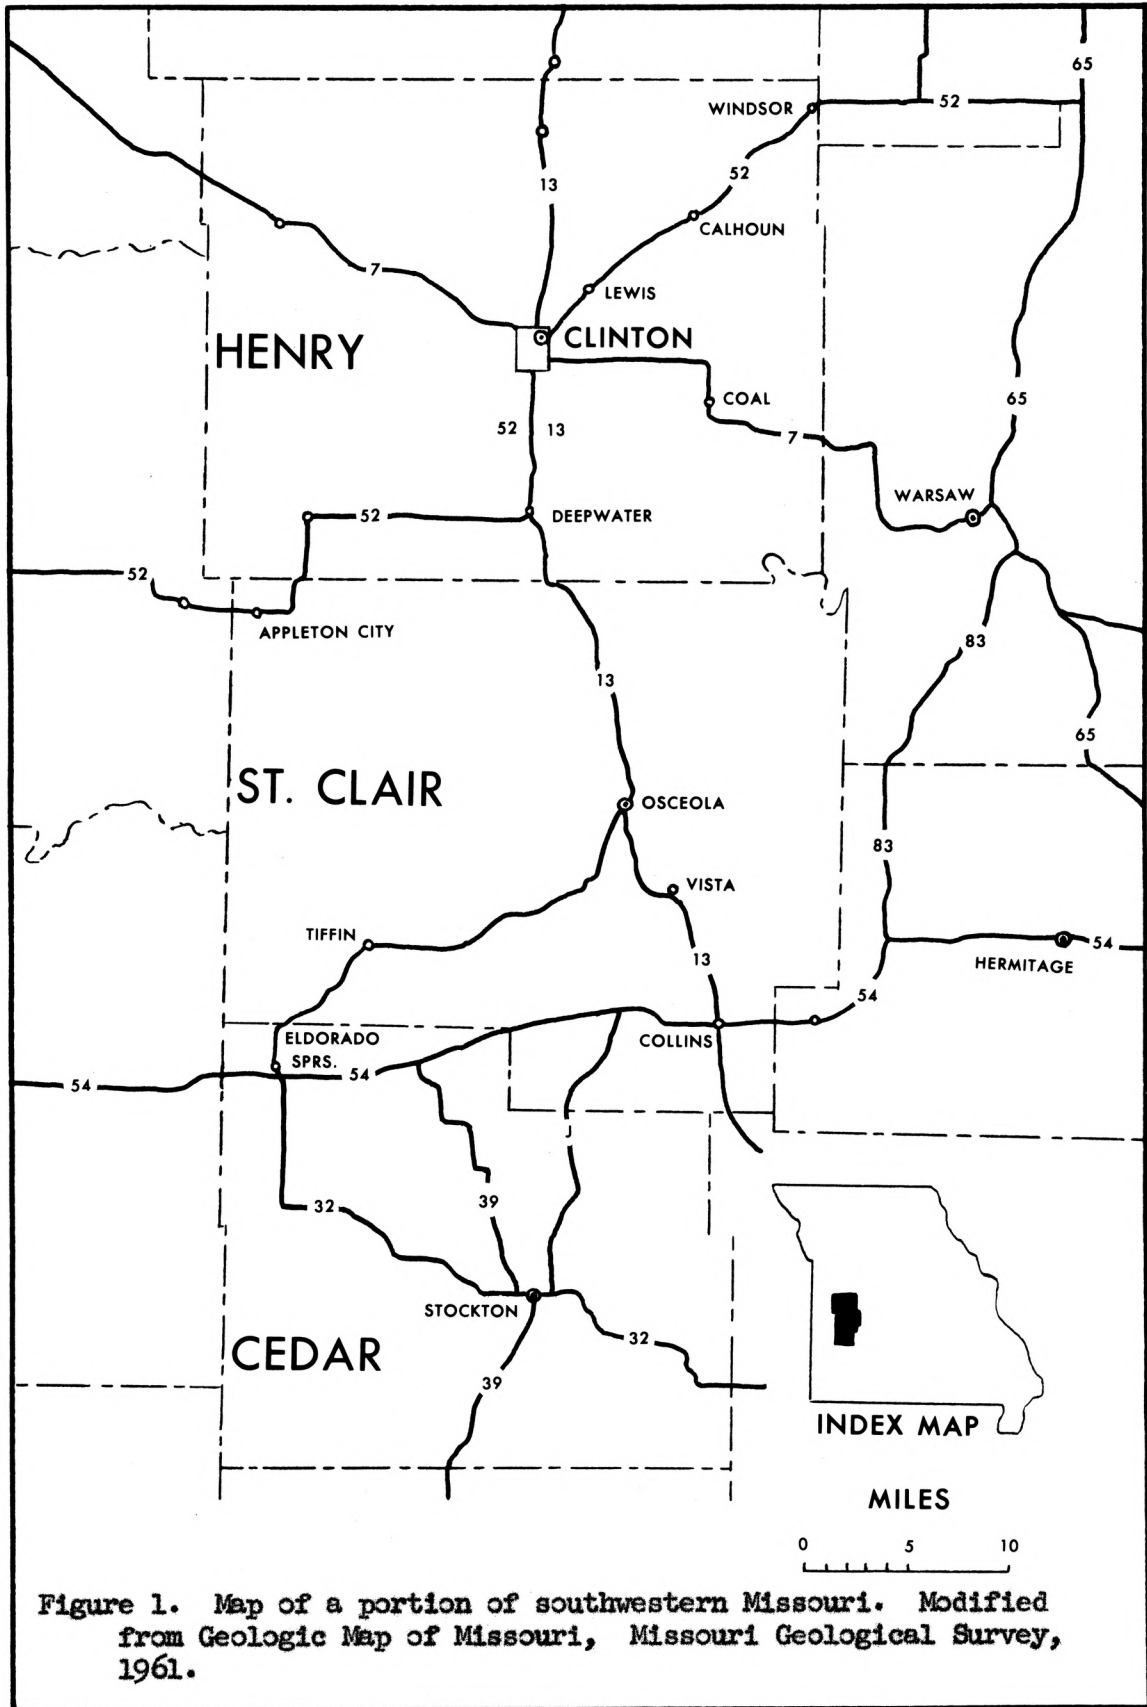 65
WINDSOR
52
52
13
CALHOUN
7
LEWIS
HENRY
CLINTON
COAL
65
52 13
7
WARSAW
52
DEEPWATER
52
APPLETON CITY
83
13
65
ST. CLAIR
OSCEOLA
83
VISTA
TIFFIN
54
13
HERMITAGE
54
ELDORADO
SPRS.
COLLINS
54
54
32
39
STOCKTON
32
CEDAR
39
INDEX MAP
MILES
0 5 10
Figure 1. Map of a portion of southwestern Missouri. Modified
from Geologic Map of Missouri, Missouri Geological Survey,
1961.